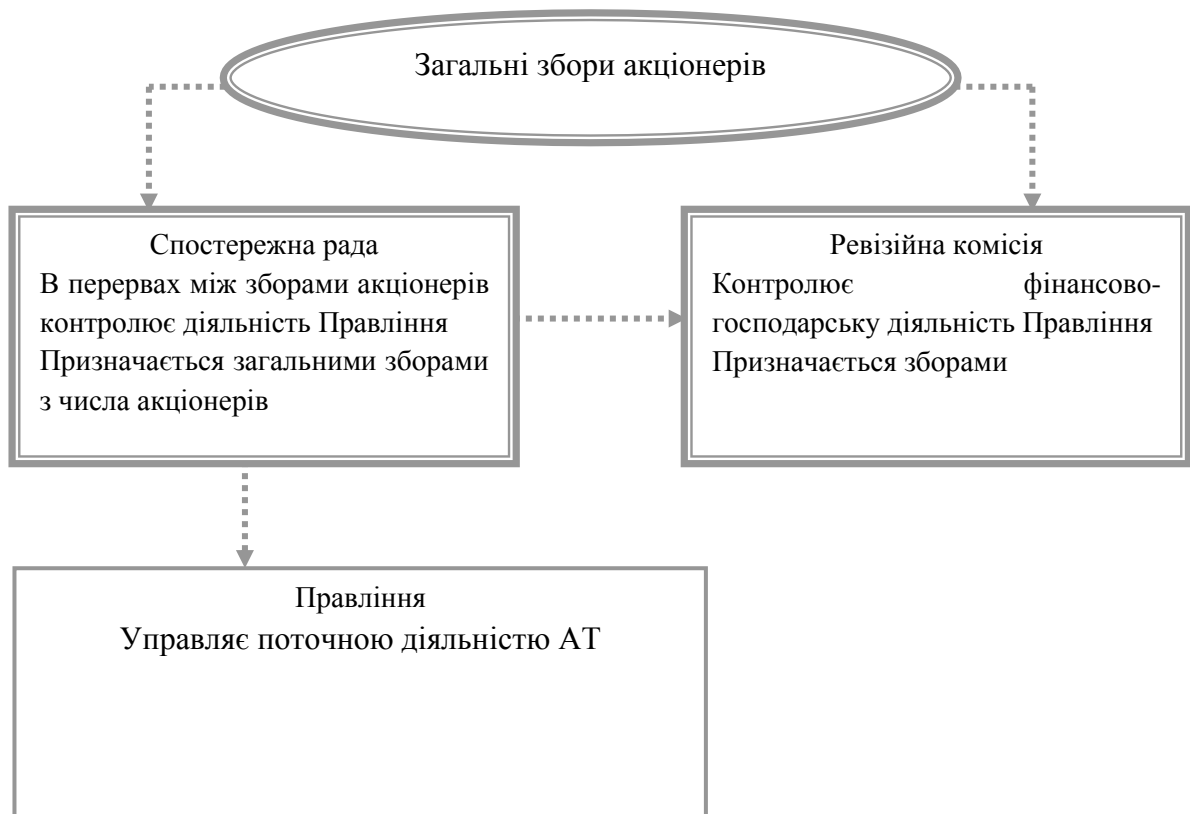 Загальні збори акціонерів
Спостережна рада
В перервах між зборами акціонерів
контролює діяльність Правління
Призначається загальними зборами
з числа акціонерів
Ревізійна комісія
Контролює фінансово-
господарську діяльність Правління
Призначається зборами
Правління
Управляє поточною діяльністю АТ